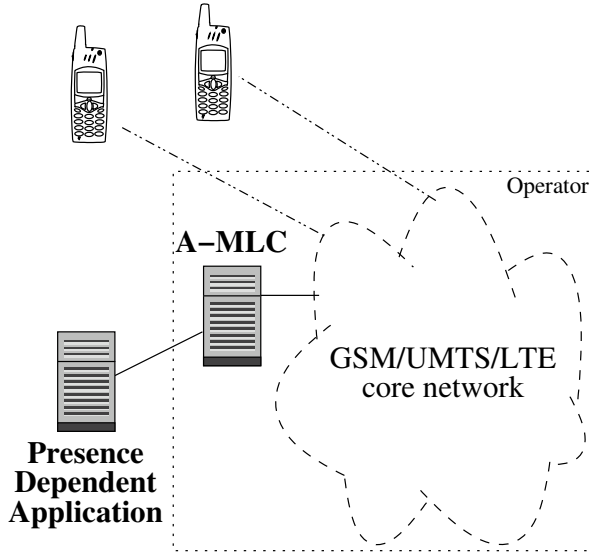 Operator
A−MLC
GSM/UMTS/LTE
core network
Presence
Dependent
Application